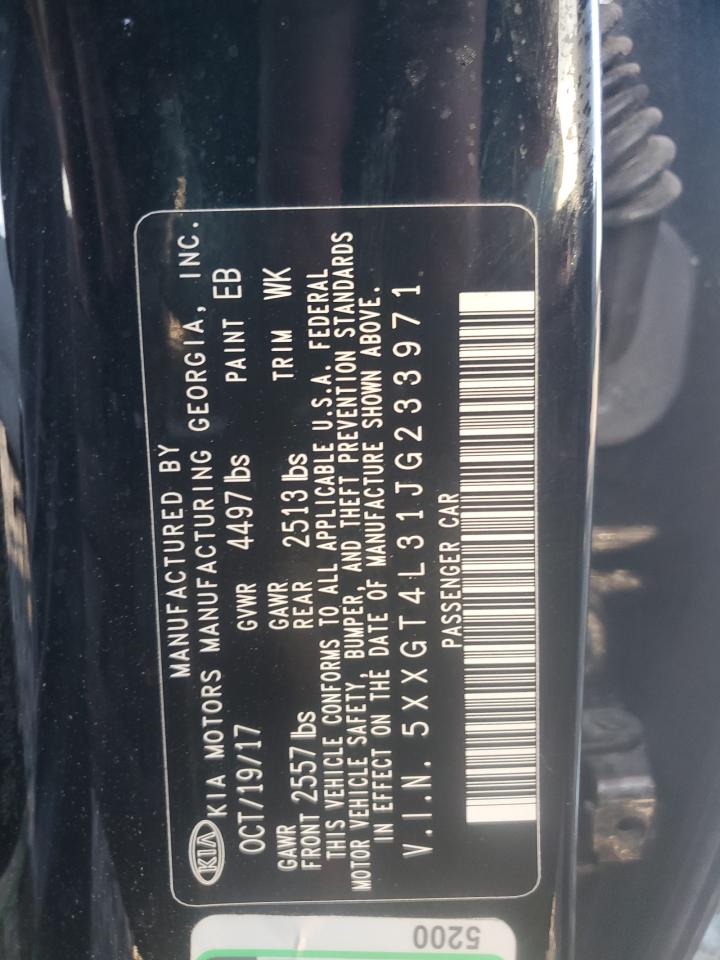 MANUFACTURED BY
KIA KIA MOTORS MANUFACTURING GEORGIA, INC.
OCT/19/17 GVWR 4497 lbs PAINT EB
GAWR FRONT 2557 lbs GAWR REAR 2513 lbs TRIM WK
THIS VEHICLE CONFORMS TO ALL APPLICABLE U.S.A. FEDERAL
MOTOR VEHICLE SAFETY, BUMPER, AND THEFT PREVENTION STANDARDS
IN EFFECT ON THE DATE OF MANUFACTURE SHOWN ABOVE.
V.I.N. 5XXGT4L31JG233971
PASSENGER CAR
5200